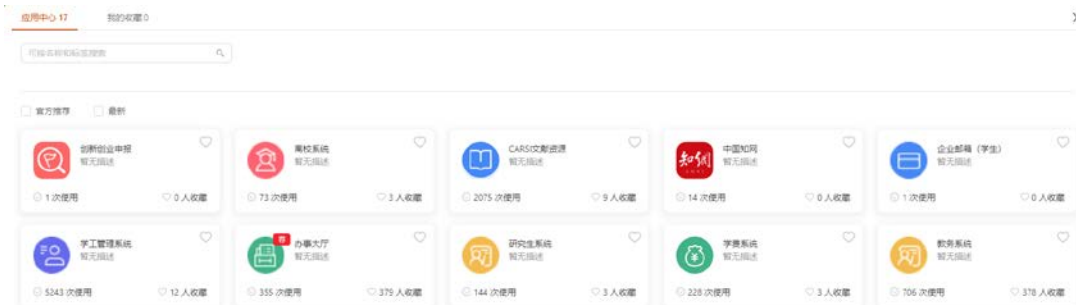 应用中心 17 我的收藏 0
可按名称和标签搜索
官方推荐 最新
创新创业申报
暂无描述
1 次使用 0 人收藏
离校系统
暂无描述
73 次使用 3 人收藏
CARSI文献资源
暂无描述
2075 次使用 9 人收藏
知网
中国知网
暂无描述
14 次使用 0 人收藏
企业邮箱（学生）
暂无描述
1 次使用 0 人收藏
学工管理系统
暂无描述
5243 次使用 12 人收藏
荐
办事大厅
暂无描述
355 次使用 379 人收藏
研究生系统
暂无描述
144 次使用 3 人收藏
学费系统
暂无描述
228 次使用 3 人收藏
教务系统
暂无描述
706 次使用 378 人收藏